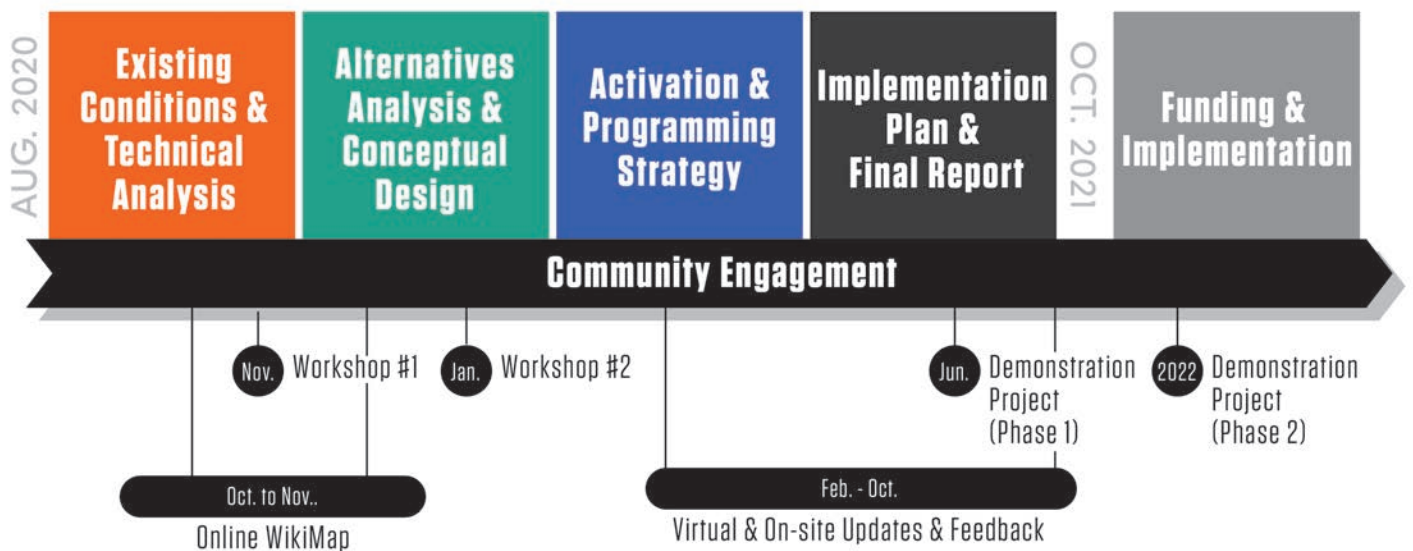 AUG. 2020
Existing
Conditions &
Technical
Analysis
Alternatives
Analysis &
Conceptual
Design
Activation &
Programming
Strategy
Implementation
Plan &
Final Report
OCT. 2021
Funding &
Implementation
Community Engagement
Nov.
Workshop #1
Jan.
Workshop #2
Jun.
Demonstration
Project
(Phase 1)
2022
Demonstration
Project
(Phase 2)
Oct. to Nov..
Online WikiMap
Feb. - Oct.
Virtual & On-site Updates & Feedback